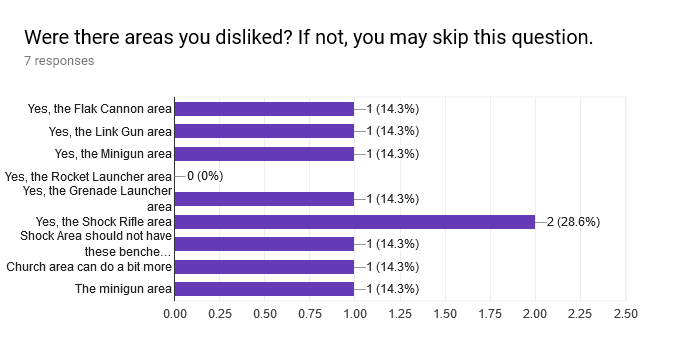 Were there areas you disliked? If not, you may skip this question.
7 responses
Yes, the Flak Cannon area
1 (14.3%)
Yes, the Link Gun area
1 (14.3%)
Yes, the Minigun area
1 (14.3%)
Yes, the Rocket Launcher area
0 (0%)
Yes, the Grenade Launcher
area
1 (14.3%)
Yes, the Shock Rifle area
2 (28.6%)
Shock Area should not have
these benche…
1 (14.3%)
Church area can do a bit more
1 (14.3%)
The minigun area
1 (14.3%)
0.00 0.25 0.50 0.75 1.00 1.25 1.50 1.75 2.00 2.25 2.50